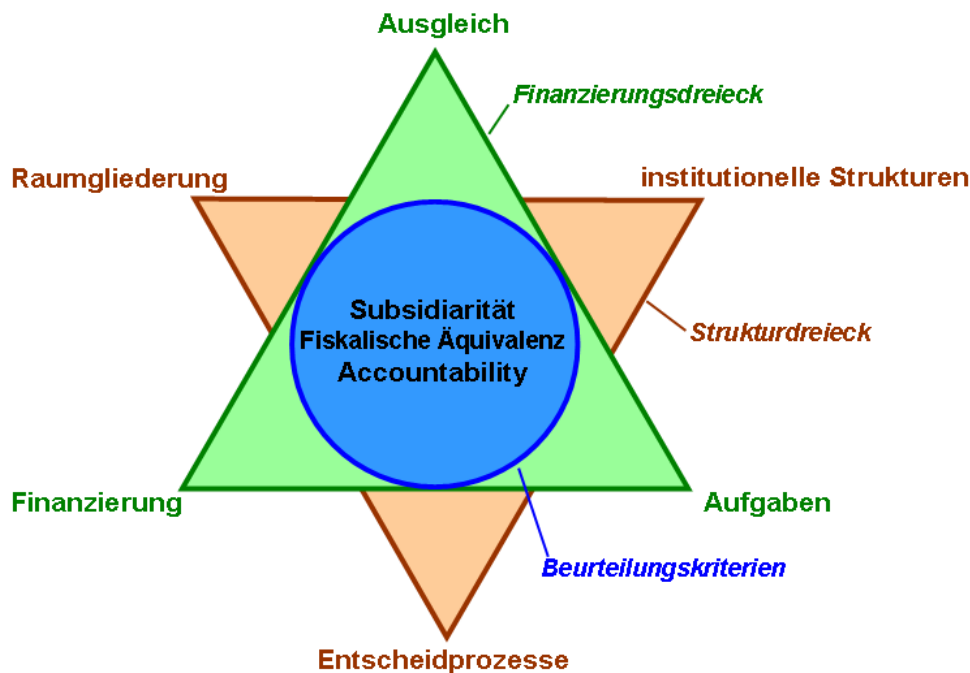 Ausgleich
Finanzierungsdreieck
Raumgliederung
institutionelle Strukturen
Subsidiarität
Fiskalische Äquivalenz
Accountability
Strukturdreieck
Finanzierung
Aufgaben
Beurteilungskriterien
Entscheidprozesse